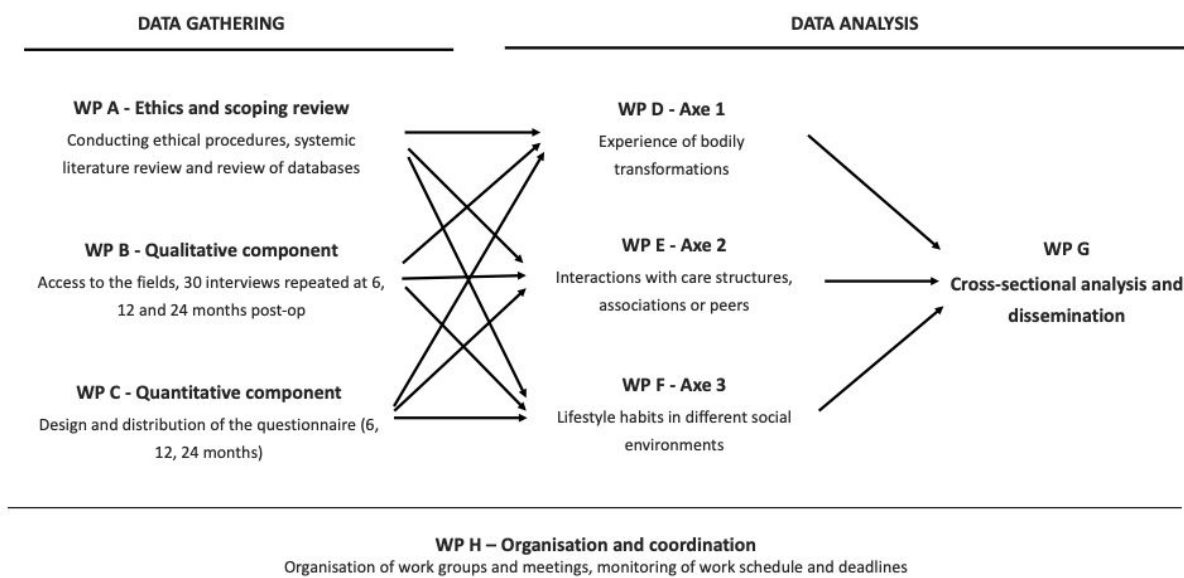 DATA GATHERING
DATA ANALYSIS
WP A - Ethics and scoping review
Conducting ethical procedures, systemic
literature review and review of databases
WP B - Qualitative component
Access to the fields, 30 interviews repeated at 6,
12 and 24 months post-op
WP C - Quantitative component
Design and distribution of the questionnaire (6,
12, 24 months)
WP D - Axe 1
Experience of bodily
transformations
WP E - Axe 2
Interactions with care structures,
associations or peers
WP F - Axe 3
Lifestyle habits in different social
environments
WP G
Cross-sectional analysis and
dissemination
WP H – Organisation and coordination
Organisation of work groups and meetings, monitoring of work schedule and deadlines